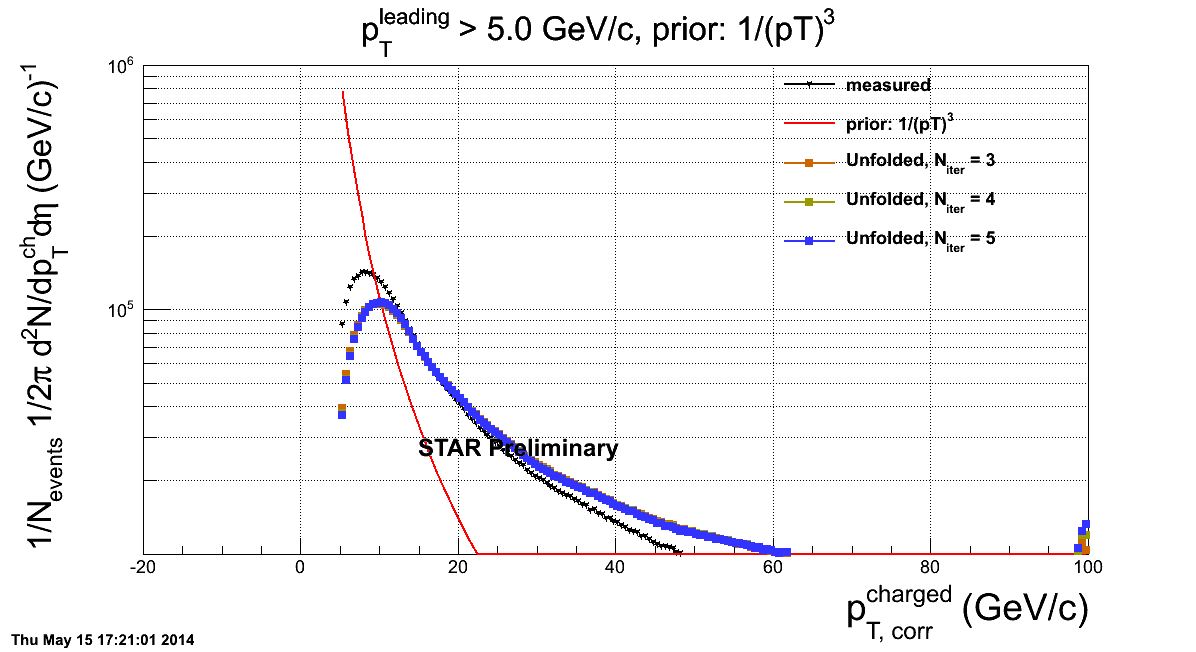 p_T^leading > 5.0 GeV/c, prior: 1/(pT)^3
1/N_events 1/2π d^2N/dp_T^ch dη (GeV/c)^-1
10^6
10^5
measured
prior: 1/(pT)^3
Unfolded, N_iter = 3
Unfolded, N_iter = 4
Unfolded, N_iter = 5
STAR Preliminary
-20 0 20 40 60 80 100
p_T, corr^charged (GeV/c)
Thu May 15 17:21:01 2014